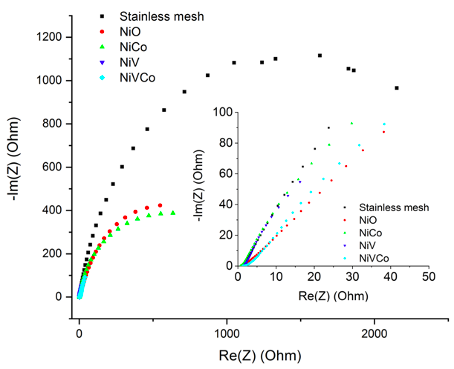 Stainless mesh
NiO
NiCo
NiV
NiVCo
-Im(Z) (Ohm)
1200
1000
800
600
400
200
0
0
1000
2000
Re(Z) (Ohm)
-Im(Z) (Ohm)
100
80
60
40
20
0
0
10
20
30
40
50
Re(Z) (Ohm)
Stainless mesh
NiO
NiCo
NiV
NiVCo